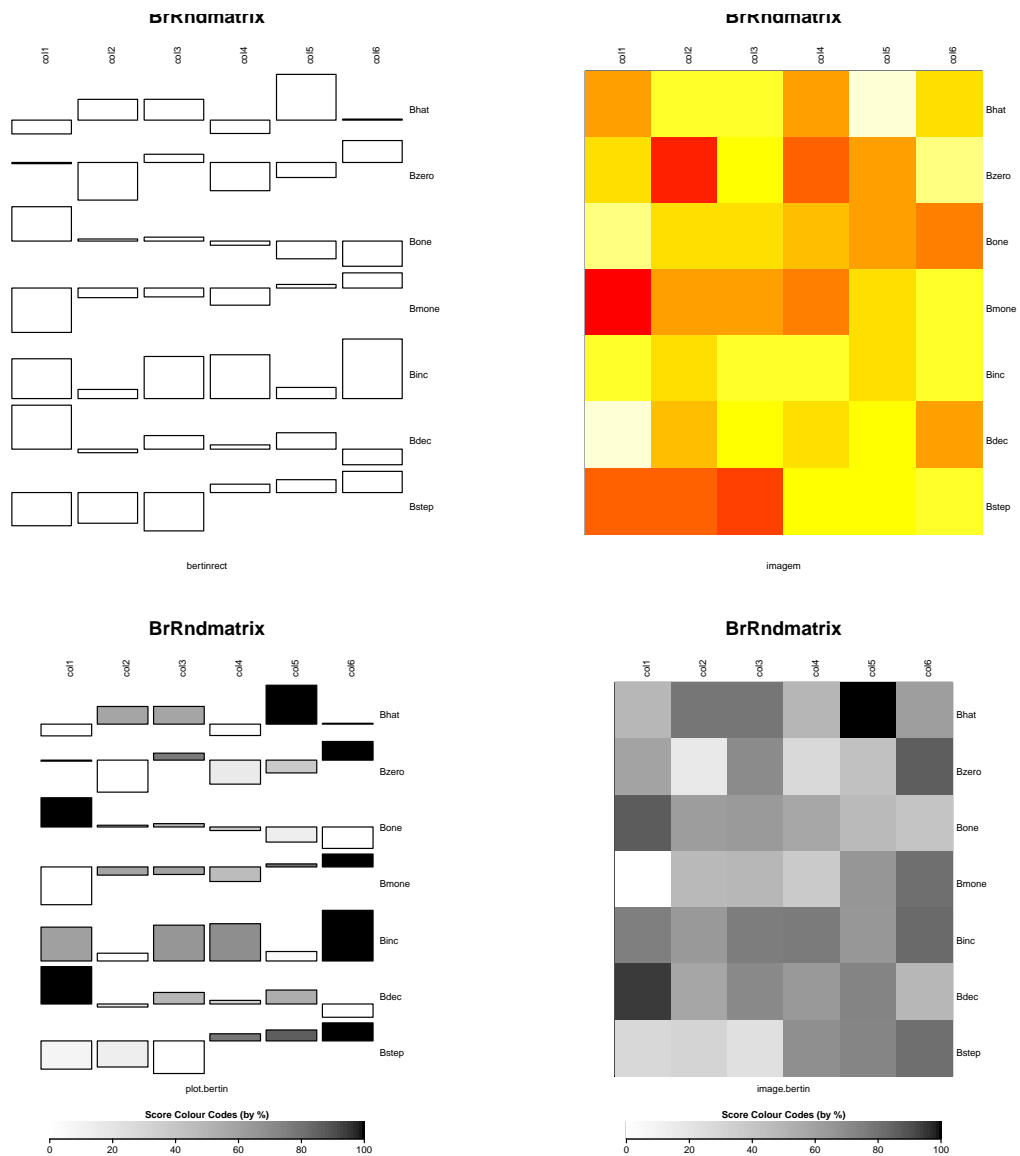 BrRndmatrix
col1 col2 col3 col4 col5 col6
Bhat
Bzero
Bone
Bmone
Binc
Bdec
Bstep
bertinrect
BrRndmatrix
col1 col2 col3 col4 col5 col6
Bhat
Bzero
Bone
Bmone
Binc
Bdec
Bstep
imagem
BrRndmatrix
col1 col2 col3 col4 col5 col6
Bhat
Bzero
Bone
Bmone
Binc
Bdec
Bstep
plot.bertin
Score Colour Codes (by %)
0 20 40 60 80 100
BrRndmatrix
col1 col2 col3 col4 col5 col6
Bhat
Bzero
Bone
Bmone
Binc
Bdec
Bstep
image.bertin
Score Colour Codes (by %)
0 20 40 60 80 100